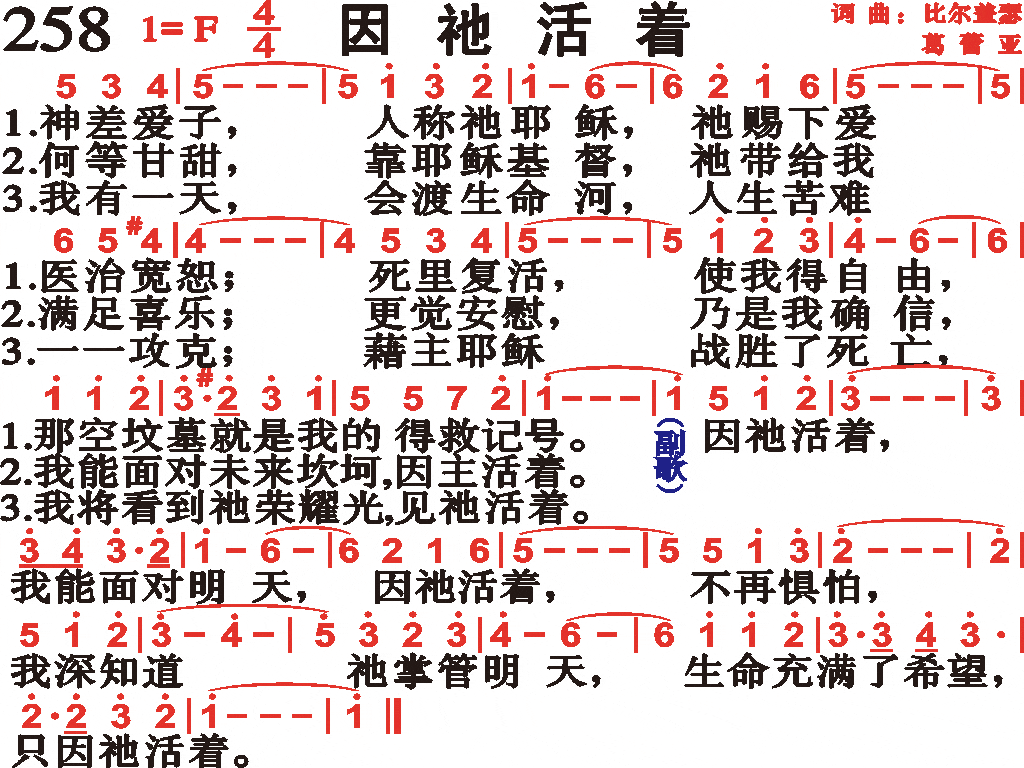 258 1=F 4/4 因祂活着 词曲：比尔盖瑟
葛蕾亚
5 3 4|5---|5 1 3 2|1-6-|6 2 1 6|5---|5|
1.神差爱子， 人称祂耶稣， 祂赐下爱
2.何等甘甜， 靠耶稣基督， 祂带给我
3.我有一天， 会渡生命河， 人生苦难
6 5 #4|4---|4 5 3 4|5---|5 1 2 3|4-6-|6|
1.医治宽恕； 死里复活， 使我得自由，
2.满足喜乐； 更觉安慰， 乃是我确信，
3.一一攻克； 藉主耶稣 战胜了死亡，
1 1 2|3·#2 3 1|5 5 7 2|1---|1 5 1 2|3---|3
1.那空坟墓就是我的得救记号。 （副歌） 因祂活着，
2.我能面对未来坎坷,因主活着。
3.我将看到祂荣耀光,见祂活着。
3 4 3·2|1-6-|6 2 1 6|5---|5 5 1 3|2---|2|
我能面对明天， 因祂活着， 不再惧怕，
5 1 2|3-4-|5 3 2 3|4-6-|6 1 1 2|3·3 4 3·|
我深知道 祂掌管明天， 生命充满了希望，
2·2 3 2|1---|1||
只因祂活着。